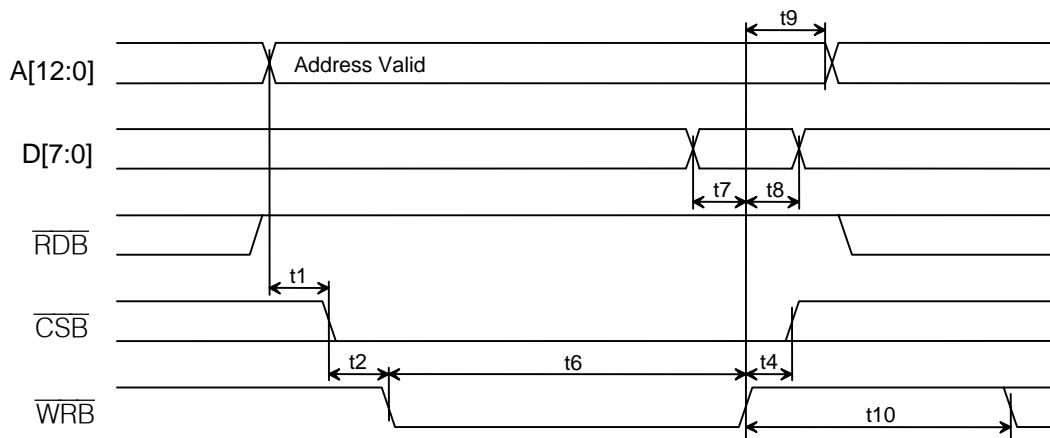 t9
A[12:0]
Address Valid
D[7:0]
t7
t8
RDB
t1
CSB
t2
t6
t4
WRB
t10